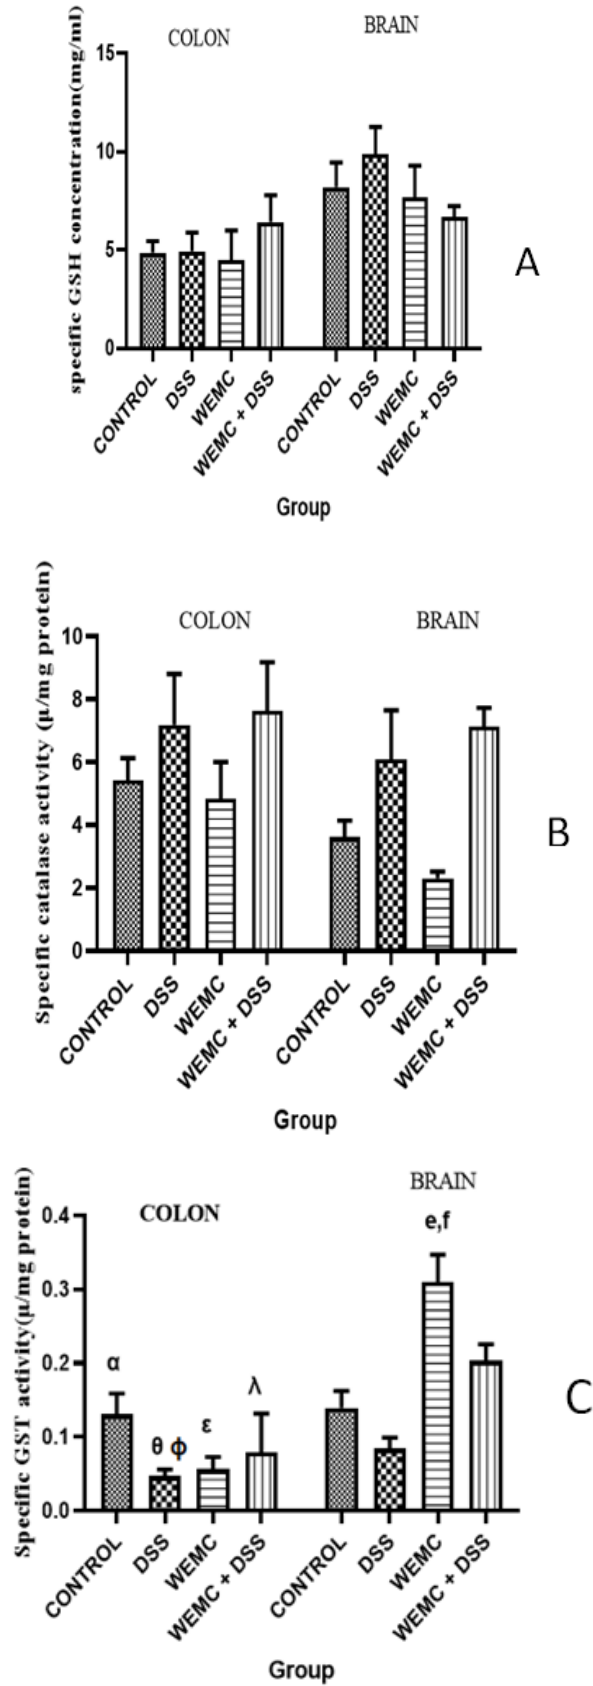 COLON
BRAIN
specific GSH concentration(mg/ml)
15
10
5
0
CONTROL
DSS
WEMC
WEMC + DSS
CONTROL
DSS
WEMC
WEMC + DSS
Group
A
COLON
BRAIN
Specific catalase activity (µ/mg protein)
10
8
6
4
2
0
CONTROL
DSS
WEMC
WEMC + DSS
CONTROL
DSS
WEMC
WEMC + DSS
Group
B
BRAIN
COLON
e,f
Specific GST activity(µ/mg protein)
0.4
0.3
0.2
0.1
0.0
α
θ ф
ε
λ
CONTROL
DSS
WEMC
WEMC + DSS
CONTROL
DSS
WEMC
WEMC + DSS
Group
C